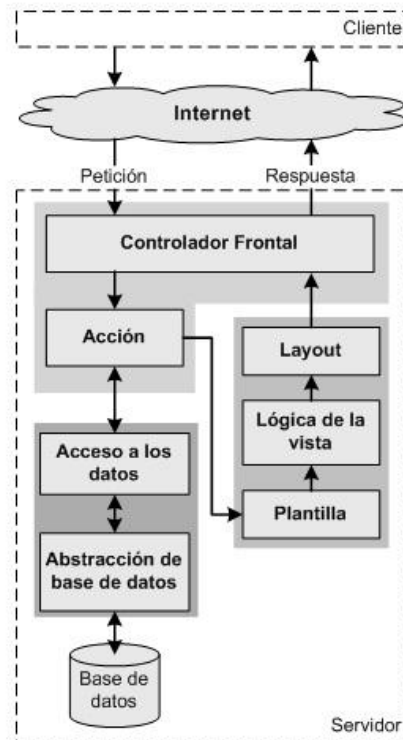 Cliente
Internet
Petición
Respuesta
Controlador Frontal
Acción
Layout
Lógica de la
vista
Plantilla
Acceso a los
datos
Abstracción de
base de datos
Base de
datos
Servidor